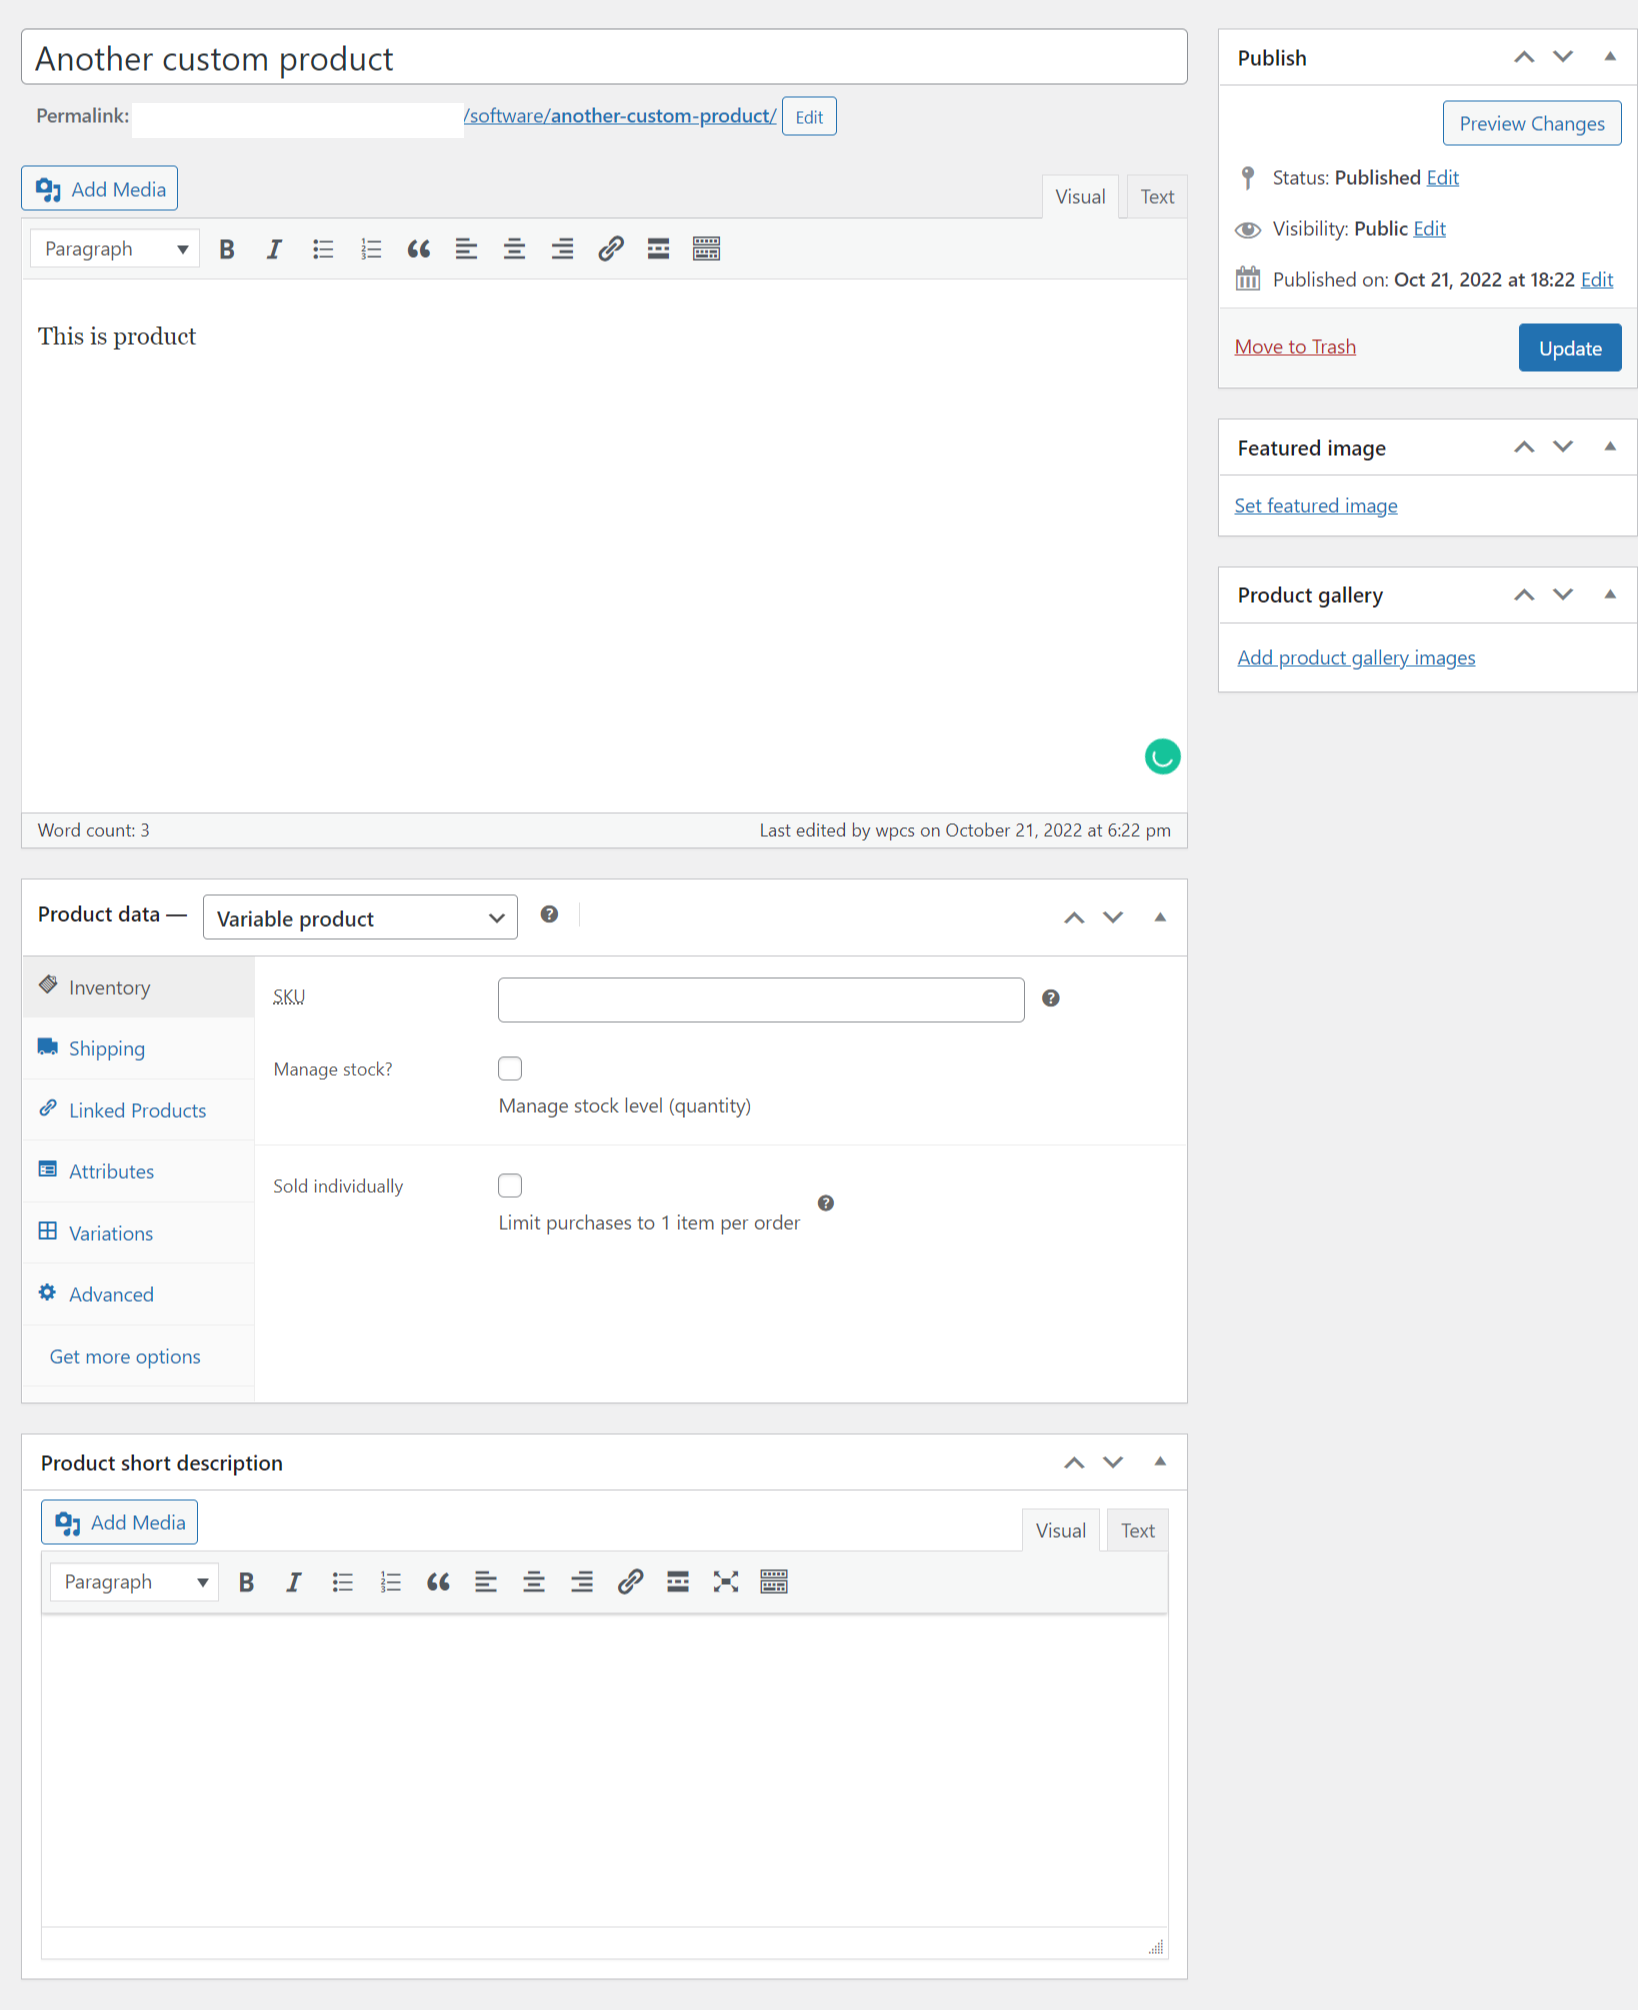 Another custom product
Permalink: /software/another-custom-product/ Edit
Add Media
Visual Text
Paragraph
This is product
Word count: 3 Last edited by wpcs on October 21, 2022 at 6:22 pm
Product data — Variable product
Inventory
Shipping
Linked Products
Attributes
Variations
Advanced
Get more options
SKU
Manage stock?
Manage stock level (quantity)
Sold individually
Limit purchases to 1 item per order
Product short description
Add Media
Visual Text
Paragraph
Publish
Preview Changes
Status: Published Edit
Visibility: Public Edit
Published on: Oct 21, 2022 at 18:22 Edit
Move to Trash Update
Featured image
Set featured image
Product gallery
Add product gallery images